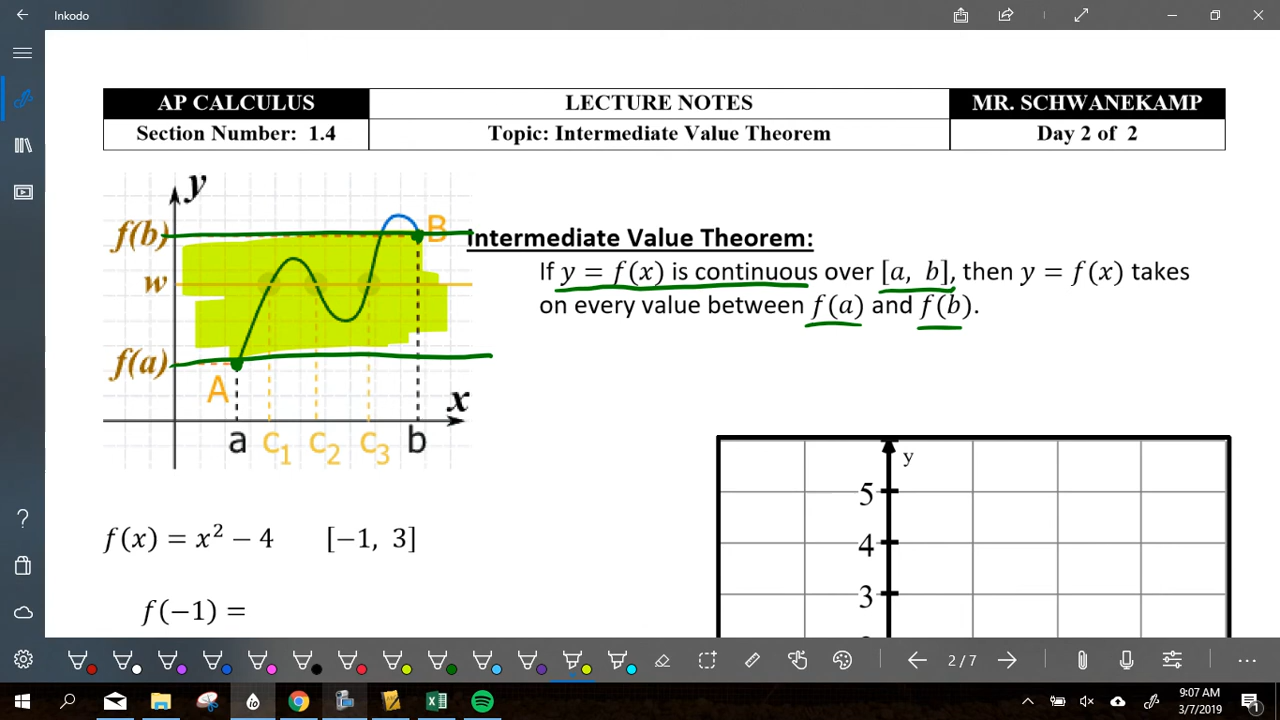 Inkodo
AP CALCULUS
LECTURE NOTES
MR. SCHWANEKAMP
Section Number: 1.4
Topic: Intermediate Value Theorem
Day 2 of 2
y
f(b)
B
w
f(a)
A
x
a
c₁
c₂
c₃
b
Intermediate Value Theorem:
If y = f(x) is continuous over [a, b], then y = f(x) takes
on every value between f(a) and f(b).
y
5
4
3
f(x) = x² − 4 [−1, 3]
f(−1) =
2/7
9:07 AM
3/7/2019
1